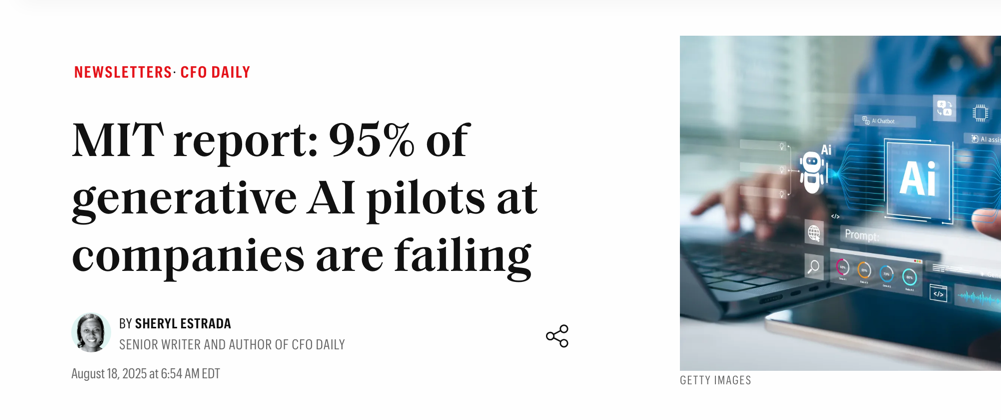 NEWSLETTERS· CFO DAILY
MIT report: 95% of
generative AI pilots at
companies are failing
BY SHERYL ESTRADA
SENIOR WRITER AND AUTHOR OF CFO DAILY
August 18, 2025 at 6:54 AM EDT
Ai Chatbot
Ai
AI assis
Ai
</>
Prompt:
</>
GETTY IMAGES